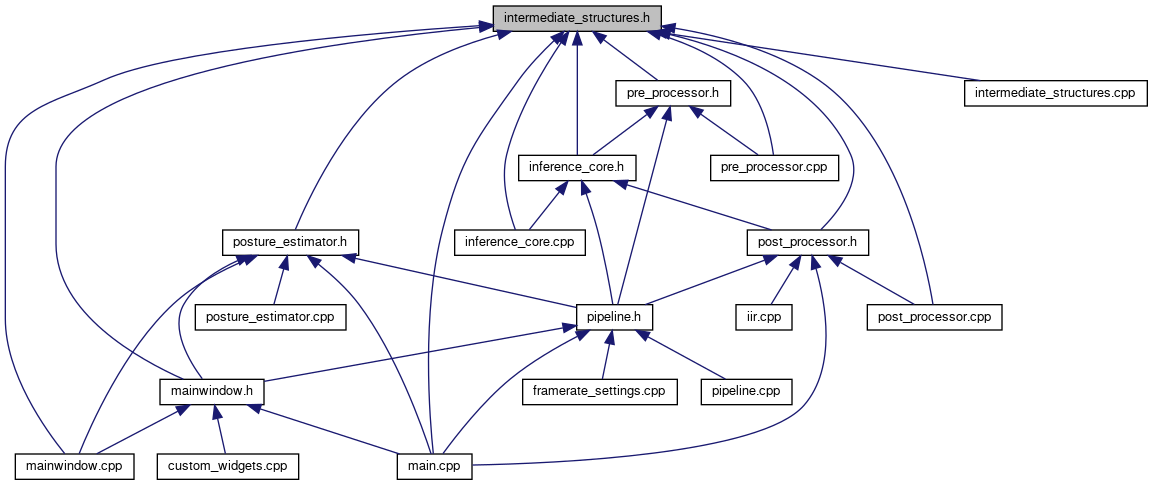 intermediate_structures.h
pre_processor.h
intermediate_structures.cpp
inference_core.h
pre_processor.cpp
posture_estimator.h
inference_core.cpp
post_processor.h
posture_estimator.cpp
pipeline.h
iir.cpp
post_processor.cpp
mainwindow.h
framerate_settings.cpp
pipeline.cpp
mainwindow.cpp
custom_widgets.cpp
main.cpp